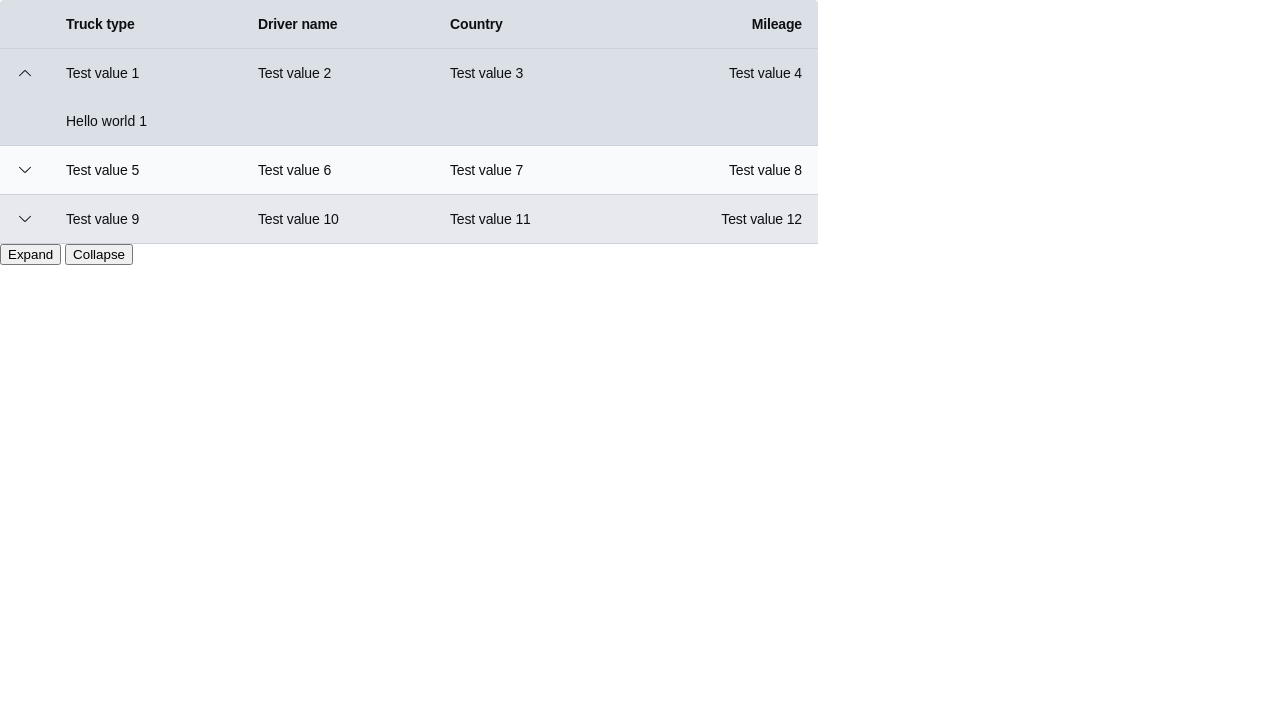 Truck type Driver name Country Mileage
Test value 1 Test value 2 Test value 3 Test value 4
Hello world 1
Test value 5 Test value 6 Test value 7 Test value 8
Test value 9 Test value 10 Test value 11 Test value 12
Expand Collapse